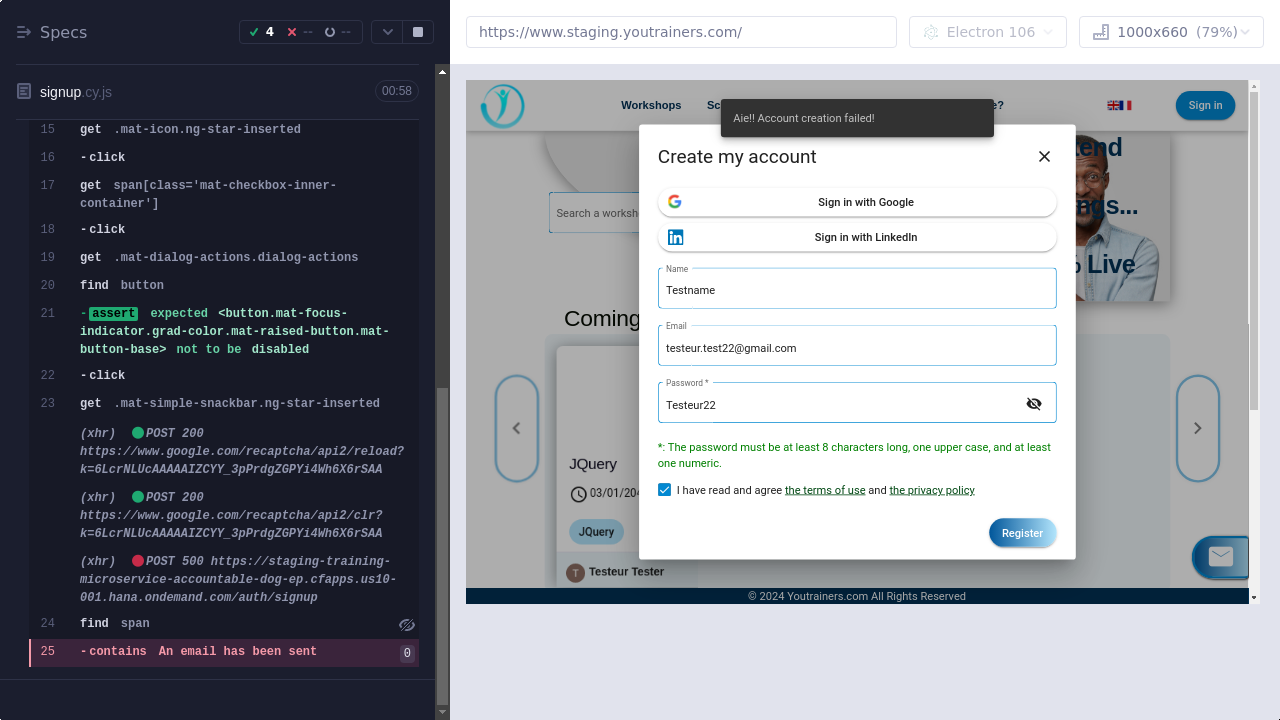 Specs
4
--
--
signup.cy.js
00:58
15 get .mat-icon.ng-star-inserted
16 -click
17 get span[class='mat-checkbox-inner-
container']
18 -click
19 get .mat-dialog-actions.dialog-actions
20 find button
21 -assert expected <button.mat-focus-
indicator.grad-color.mat-raised-button.mat-
button-base> not to be disabled
22 -click
23 get .mat-simple-snackbar.ng-star-inserted
(xhr) POST 200
https://www.google.com/recaptcha/api2/reload?
k=6LcrNLUcAAAAAIZCYY_3pPrdgZGPYi4Wh6X6rSAA
(xhr) POST 200
https://www.google.com/recaptcha/api2/clr?
k=6LcrNLUcAAAAAIZCYY_3pPrdgZGPYi4Wh6X6rSAA
(xhr) POST 500 https://staging-training-
microservice-accountable-dog-ep.cfapps.us10-
001.hana.ondemand.com/auth/signup
24 find span
25 -contains An email has been sent 0
https://www.staging.youtrainers.com/
Electron 106
1000x660 (79%)
Workshops
Sc
e?
Sign in
Aie!! Account creation failed!
Create my account
Sign in with Google
Sign in with LinkedIn
Name
Testname
Email
testeur.test22@gmail.com
Password *
Testeur22
*: The password must be at least 8 characters long, one upper case, and at least
one numeric.
I have read and agree the terms of use and the privacy policy
Register
tend
ngs...
% Live
Search a worksh
Coming
JQuery
03/01/204
JQuery
T
Testeur Tester
© 2024 Youtrainers.com All Rights Reserved